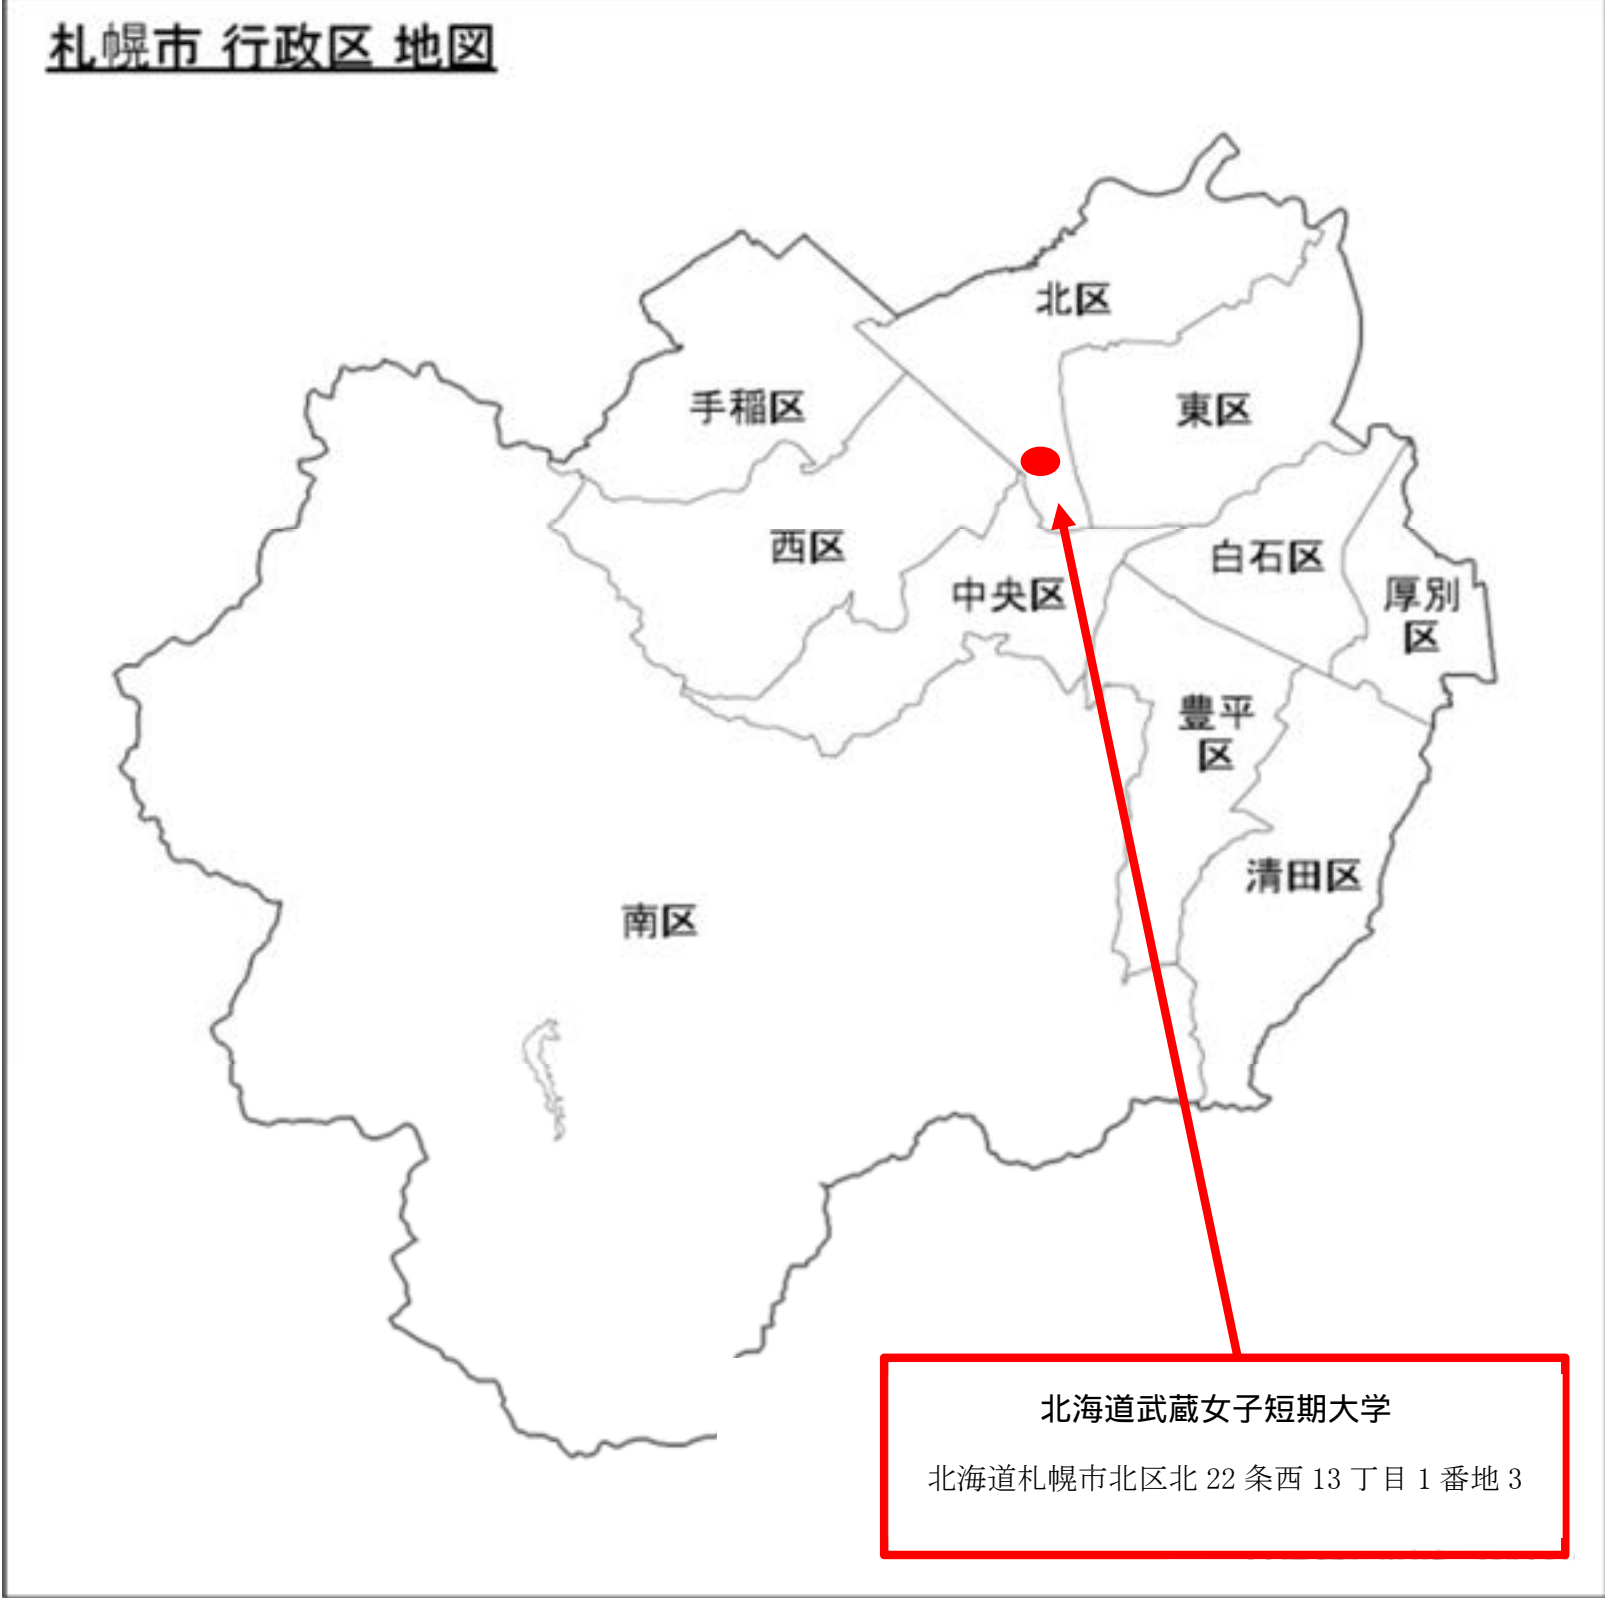 札幌市 行政区 地図
北区
手稲区
東区
西区
白石区
中央区
厚別
区
豊平
区
清田区
南区
北海道武蔵女子短期大学
北海道札幌市北区北 22 条西 13 丁目 1 番地 3